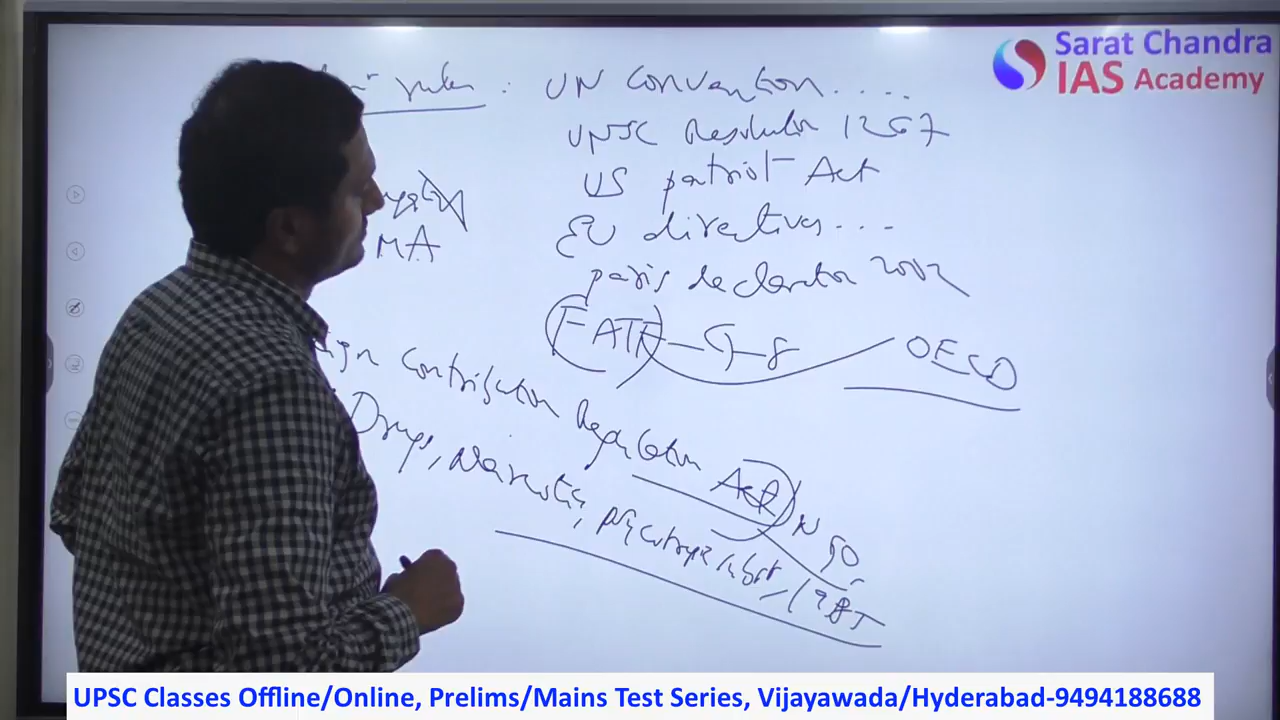 Sarat Chandra
IAS Academy
UN Convention....
UNSC Resolution 1267
US patriot Act
EU directives...
paris declaration 2002
MA
FATF - G-8 OECD
Contribution Regulation Act NGO
Drugs, Narcotics, 1985
UPSC Classes Offline/Online, Prelims/Mains Test Series, Vijayawada/Hyderabad-9494188688